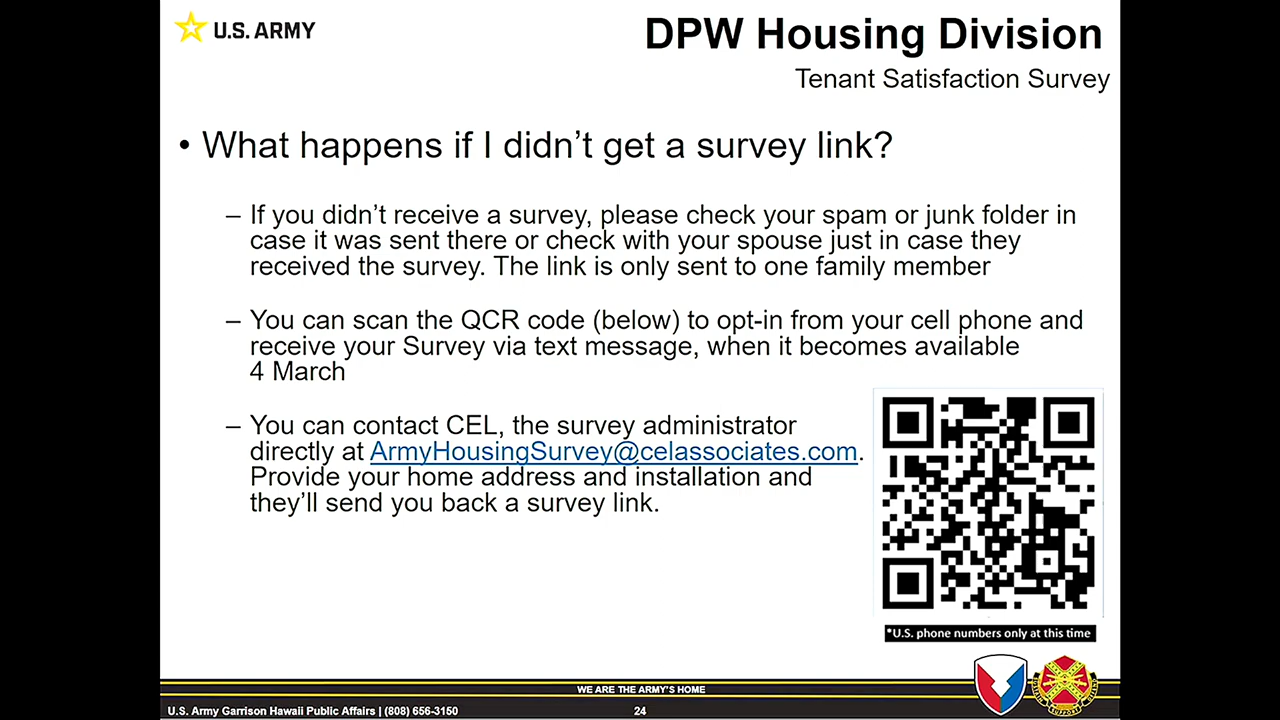 U.S. ARMY
DPW Housing Division
Tenant Satisfaction Survey
• What happens if I didn't get a survey link?
– If you didn't receive a survey, please check your spam or junk folder in
case it was sent there or check with your spouse just in case they
received the survey. The link is only sent to one family member
– You can scan the QCR code (below) to opt-in from your cell phone and
receive your Survey via text message, when it becomes available
4 March
– You can contact CEL, the survey administrator
directly at ArmyHousingSurvey@celassociates.com.
Provide your home address and installation and
they'll send you back a survey link.
*U.S. phone numbers only at this time
WE ARE THE ARMY'S HOME
U.S. Army Garrison Hawaii Public Affairs | (808) 656-3150
24